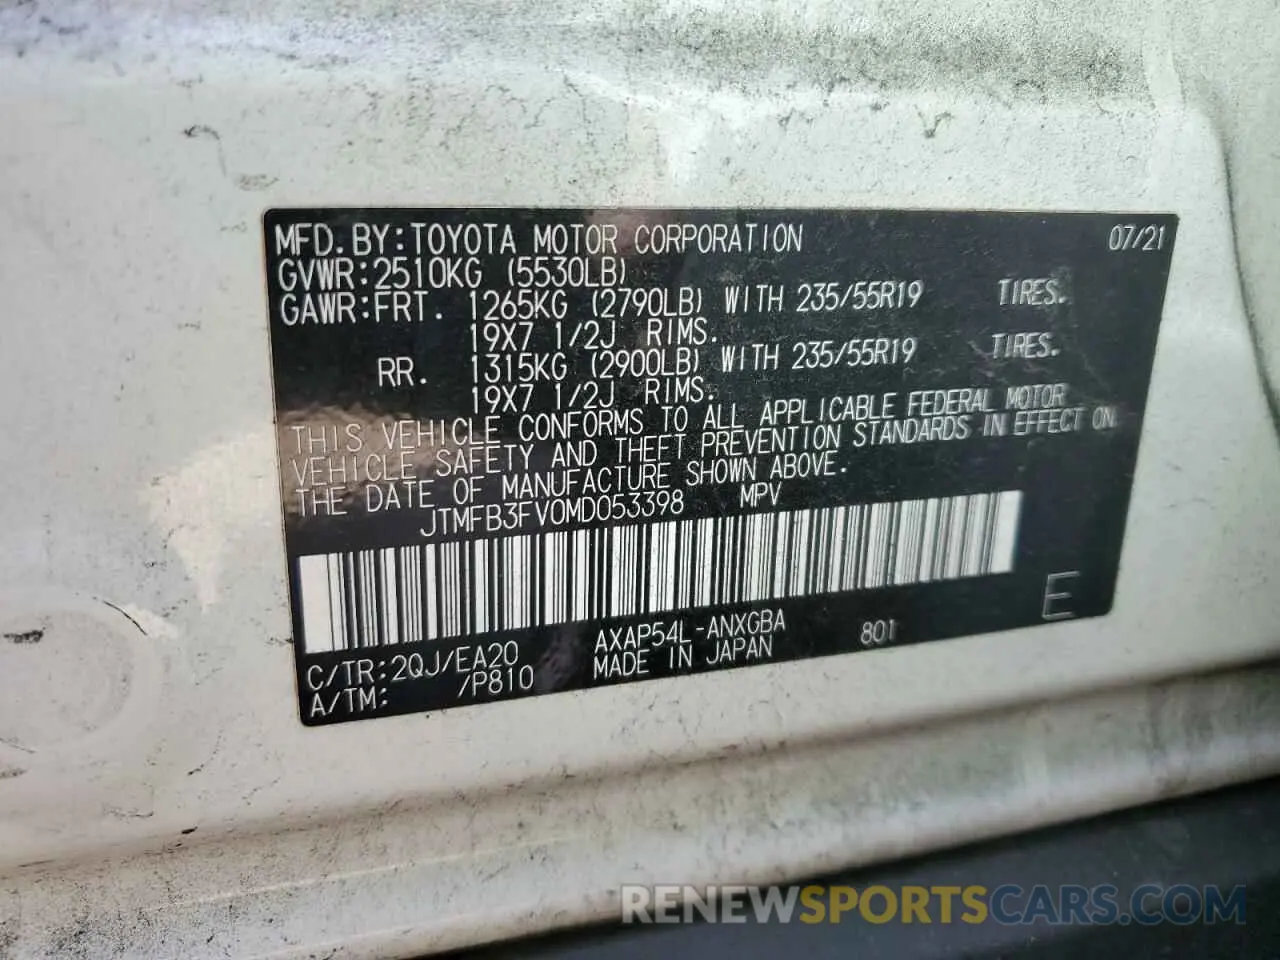 MFD.BY:TOYOTA MOTOR CORPORATION 07/21
GVWR:2510KG (5530LB)
GAWR:FRT. 1265KG (2790LB) WITH 235/55R19 TIRES.
19X7 1/2J RIMS.
RR. 1315KG (2900LB) WITH 235/55R19 TIRES.
19X7 1/2J RIMS.
THIS VEHICLE CONFORMS TO ALL APPLICABLE FEDERAL MOTOR
VEHICLE SAFETY AND THEFT PREVENTION STANDARDS IN EFFECT ON
THE DATE OF MANUFACTURE SHOWN ABOVE.
JTMFB3FV0MD053398 MPV
E
C/TR:2QJ/EA20 AXAP54L-ANXGBA 801
A/TM: /P810 MADE IN JAPAN
RENEWSPORTSCARS.COM